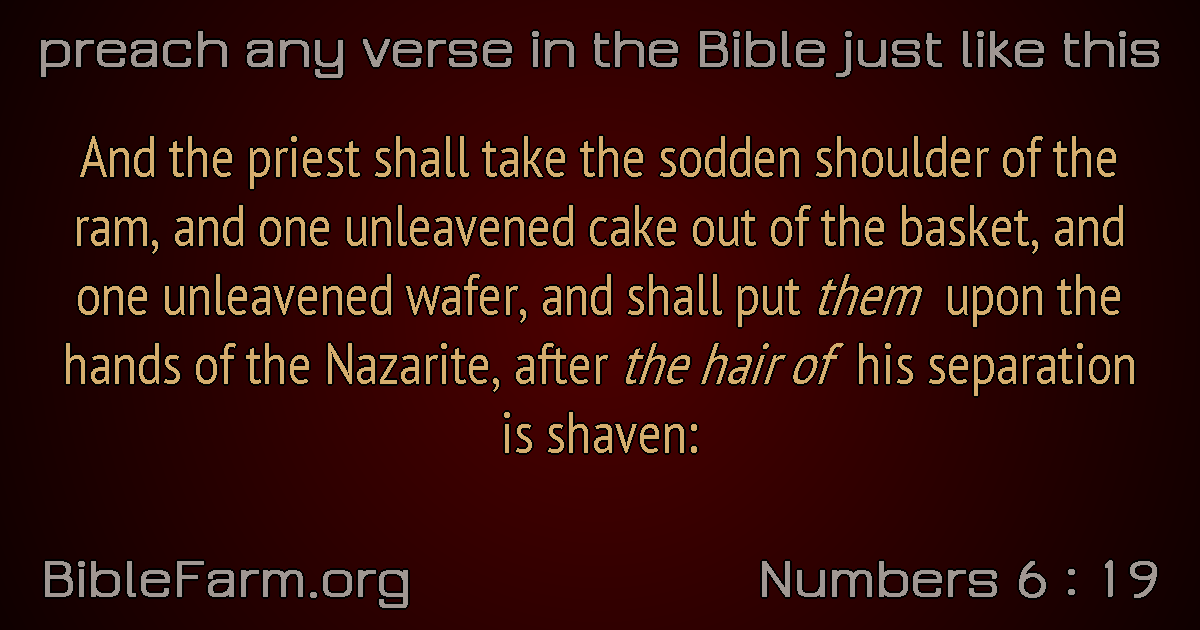 preach any verse in the Bible just like this
And the priest shall take the sodden shoulder of the
ram, and one unleavened cake out of the basket, and
one unleavened wafer, and shall put them upon the
hands of the Nazarite, after the hair of his separation
is shaven:
BibleFarm.org
Numbers 6 : 19